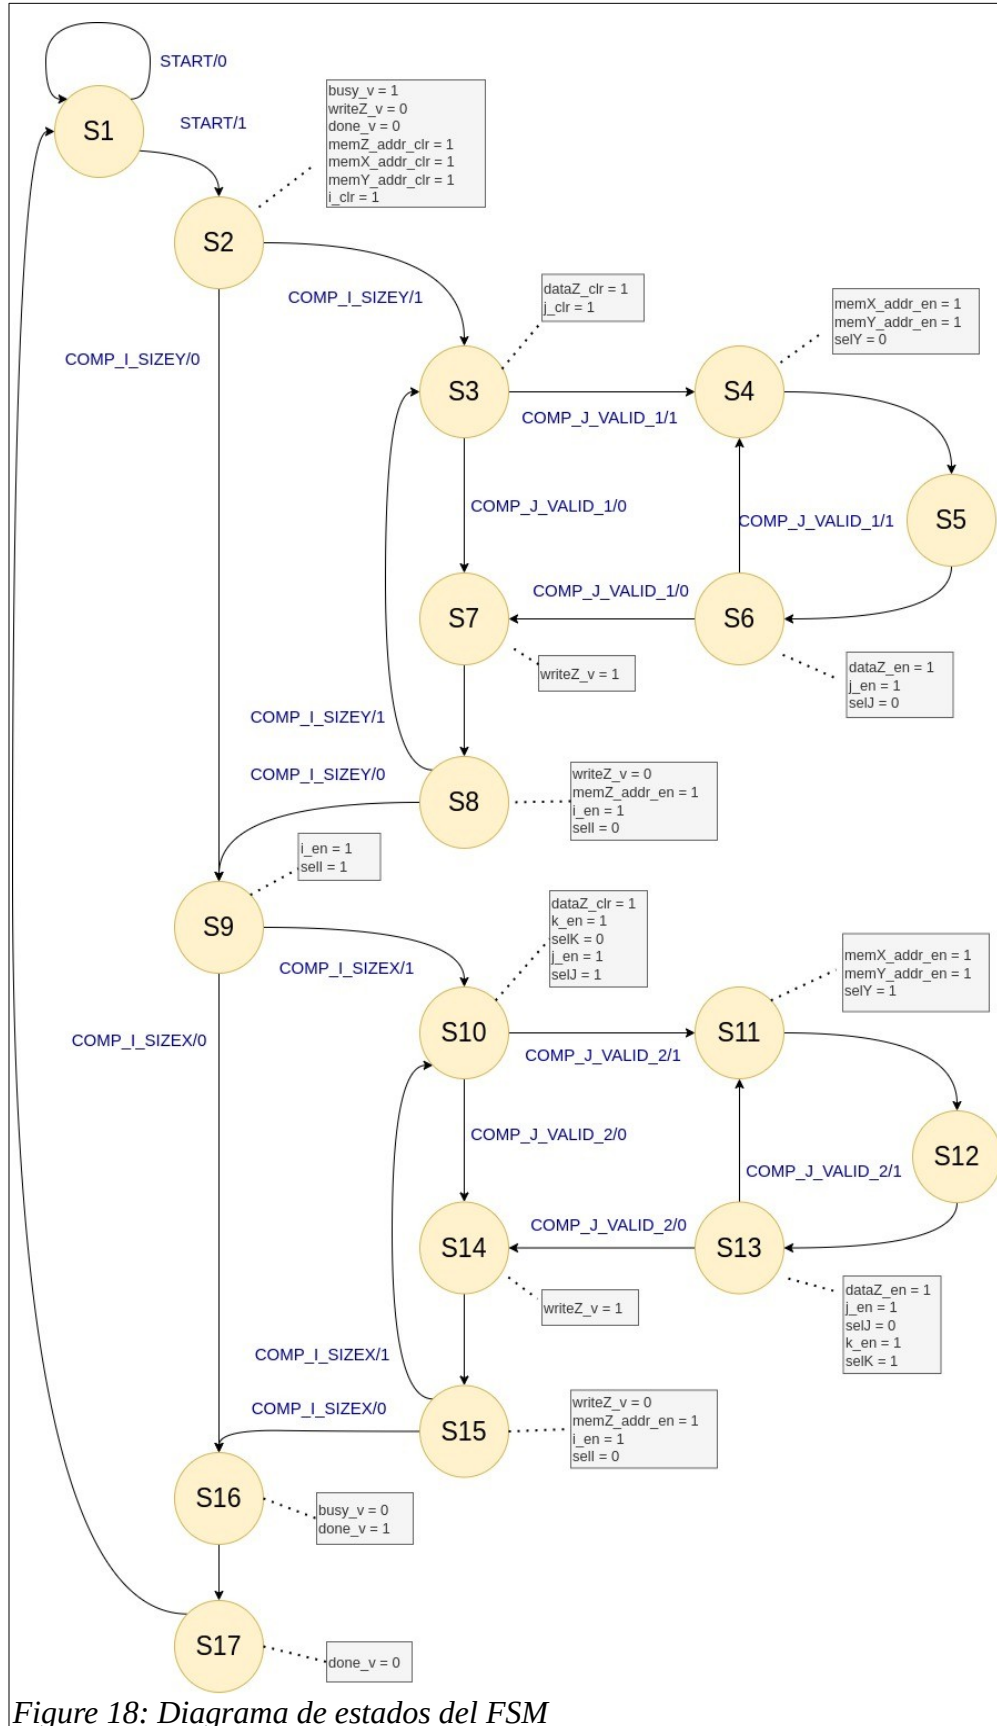 START/0
S1
START/1
busy_v = 1
writeZ_v = 0
done_v = 0
memZ_addr_clr = 1
memX_addr_clr = 1
memY_addr_clr = 1
i_clr = 1
S2
COMP_I_SIZEY/1
COMP_I_SIZEY/0
dataZ_clr = 1
j_clr = 1
memX_addr_en = 1
memY_addr_en = 1
selY = 0
S3
S4
COMP_J_VALID_1/1
COMP_J_VALID_1/0
COMP_J_VALID_1/1
S5
COMP_J_VALID_1/0
S7
S6
writeZ_v = 1
dataZ_en = 1
j_en = 1
selJ = 0
COMP_I_SIZEY/1
COMP_I_SIZEY/0
S8
writeZ_v = 0
memZ_addr_en = 1
i_en = 1
selI = 0
i_en = 1
selI = 1
S9
COMP_I_SIZEX/1
COMP_I_SIZEX/0
dataZ_clr = 1
k_en = 1
selK = 0
j_en = 1
selJ = 1
memX_addr_en = 1
memY_addr_en = 1
selY = 1
S10
S11
COMP_J_VALID_2/1
COMP_J_VALID_2/0
S12
COMP_J_VALID_2/1
COMP_J_VALID_2/0
S14
S13
writeZ_v = 1
dataZ_en = 1
j_en = 1
selJ = 0
k_en = 1
selK = 1
COMP_I_SIZEX/1
COMP_I_SIZEX/0
S15
writeZ_v = 0
memZ_addr_en = 1
i_en = 1
selI = 0
S16
busy_v = 0
done_v = 1
S17
done_v = 0
Figure 18: Diagrama de estados del FSM